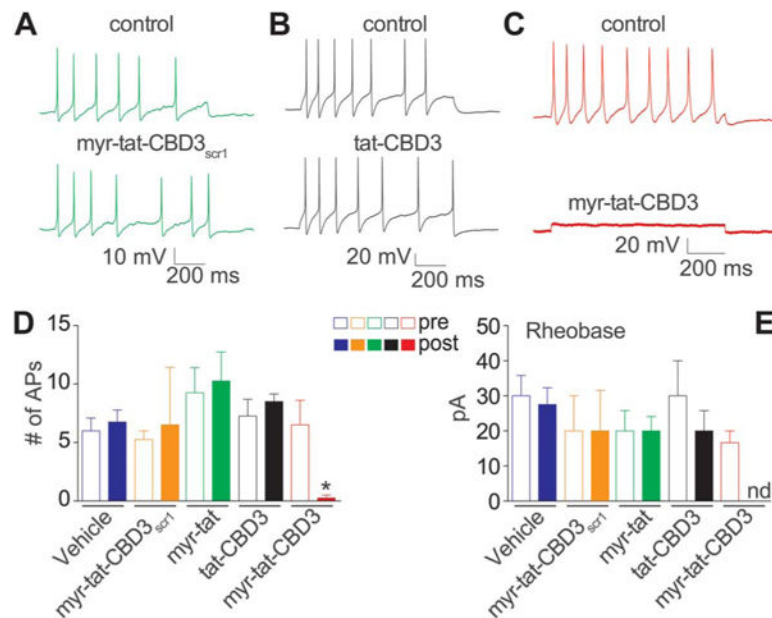 A
control
myr-tat-CBD3scr1
10 mV
200 ms
B
control
tat-CBD3
20 mV
200 ms
C
control
myr-tat-CBD3
20 mV
200 ms
D
# of APs
15
10
5
0
pre
post
*
Vehicle
myr-tat-CBD3scr1
myr-tat
tat-CBD3
myr-tat-CBD3
E
Rheobase
pA
50
40
30
20
10
0
nd
Vehicle
myr-tat-CBD3scr1
myr-tat
tat-CBD3
myr-tat-CBD3